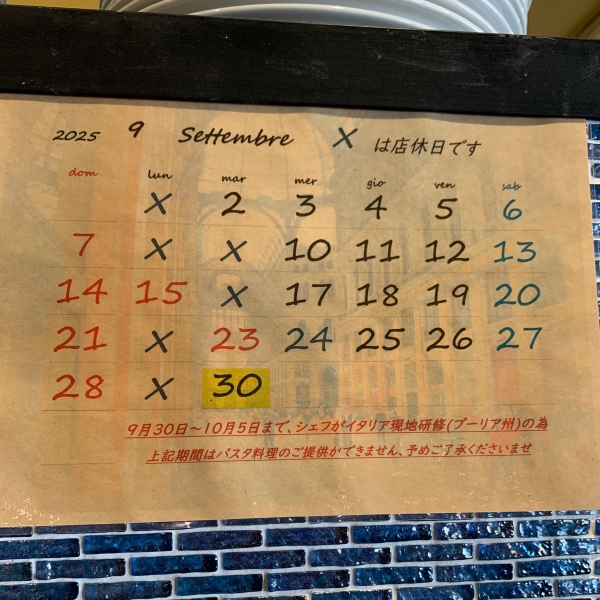 2025 9 Settembre X は店休日です
dom lun mar mer gio ven sab
X 2 3 4 5 6
7 X X 10 11 12 13
14 15 X 17 18 19 20
21 X 23 24 25 26 27
28 X 30
9月30日～10月5日まで、シェフがイタリア現地研修(プーリア州)の為
上記期間はパスタ料理のご提供ができません、予めご了承くださいませ